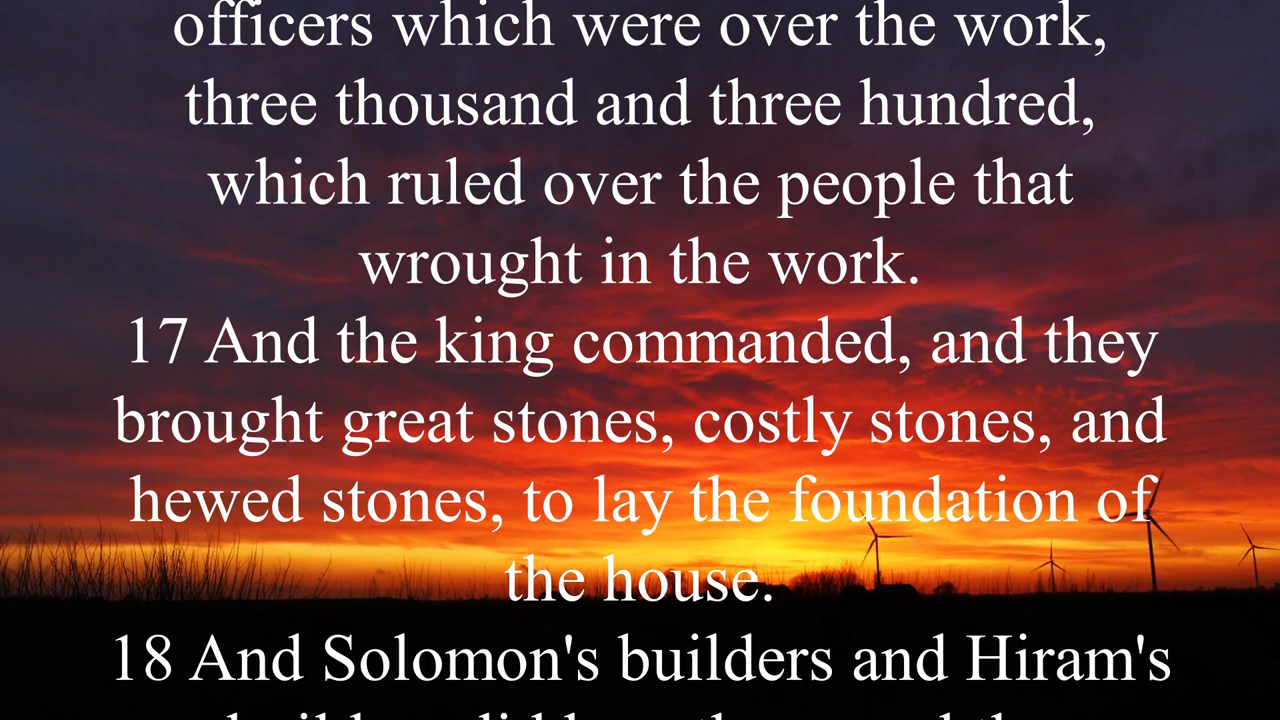 officers which were over the work,
three thousand and three hundred,
which ruled over the people that
wrought in the work.
17 And the king commanded, and they
brought great stones, costly stones, and
hewed stones, to lay the foundation of
the house.
18 And Solomon's builders and Hiram's